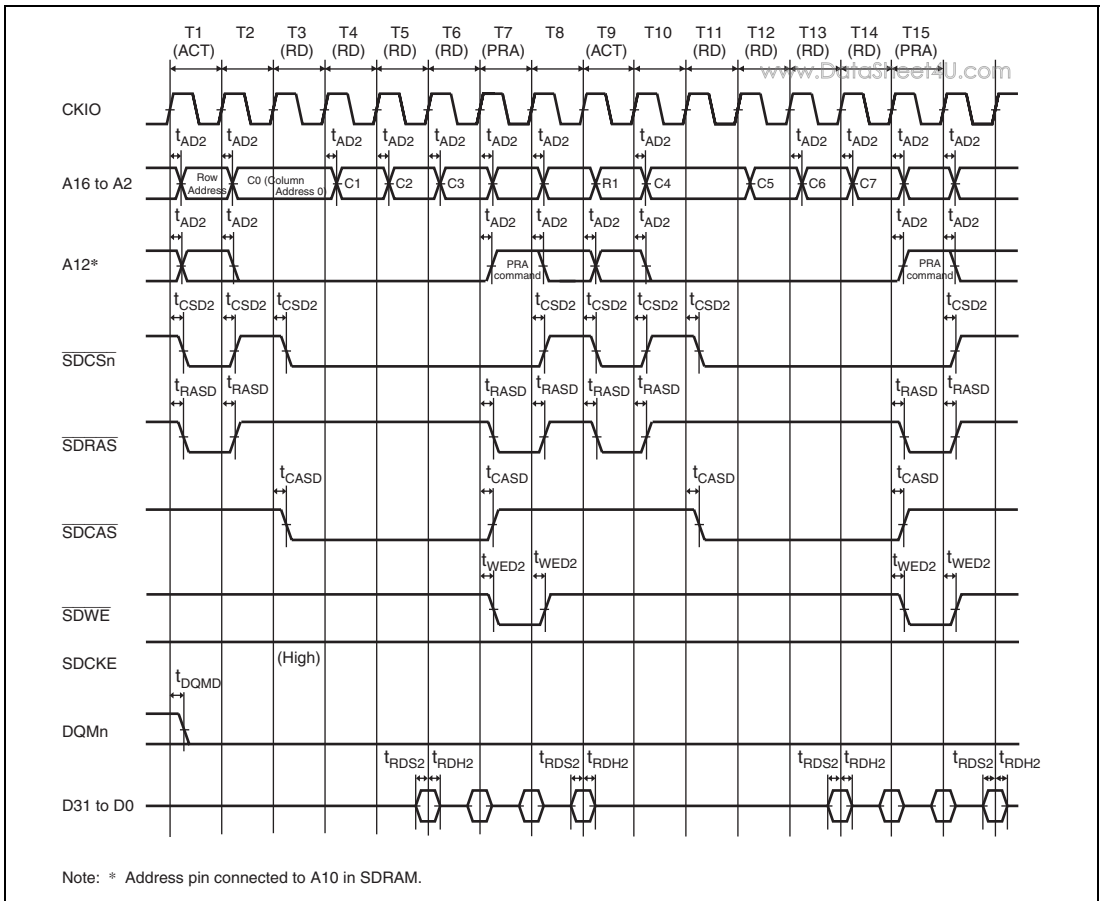 T1 T2 T3 T4 T5 T6 T7 T8 T9 T10 T11 T12 T13 T14 T15
(ACT) (RD) (RD) (RD) (RD) (PRA) (ACT) (RD) (RD) (RD) (RD) (PRA)
www.DataSheet4U.com
CKIO
tAD2 tAD2 tAD2 tAD2 tAD2 tAD2 tAD2 tAD2 tAD2 tAD2 tAD2 tAD2
A16 to A2
Row Address C0 (Column Address 0) C1 C2 C3 R1 C4 C5 C6 C7
tAD2 tAD2 tAD2 tAD2 tAD2 tAD2 tAD2 tAD2
A12*
PRA command PRA command
tCSD2 tCSD2 tCSD2 tCSD2 tCSD2 tCSD2 tCSD2 tCSD2
SDCSn
tRASD tRASD tRASD tRASD tRASD tRASD tRASD tRASD
SDRAS
tCASD tCASD tCASD tCASD
SDCAS
tWED2 tWED2 tWED2 tWED2
SDWE
SDCKE
(High)
tDQMD
DQMn
tRDS2 tRDH2 tRDS2 tRDH2 tRDS2 tRDH2 tRDS2 tRDH2
D31 to D0
Note: * Address pin connected to A10 in SDRAM.